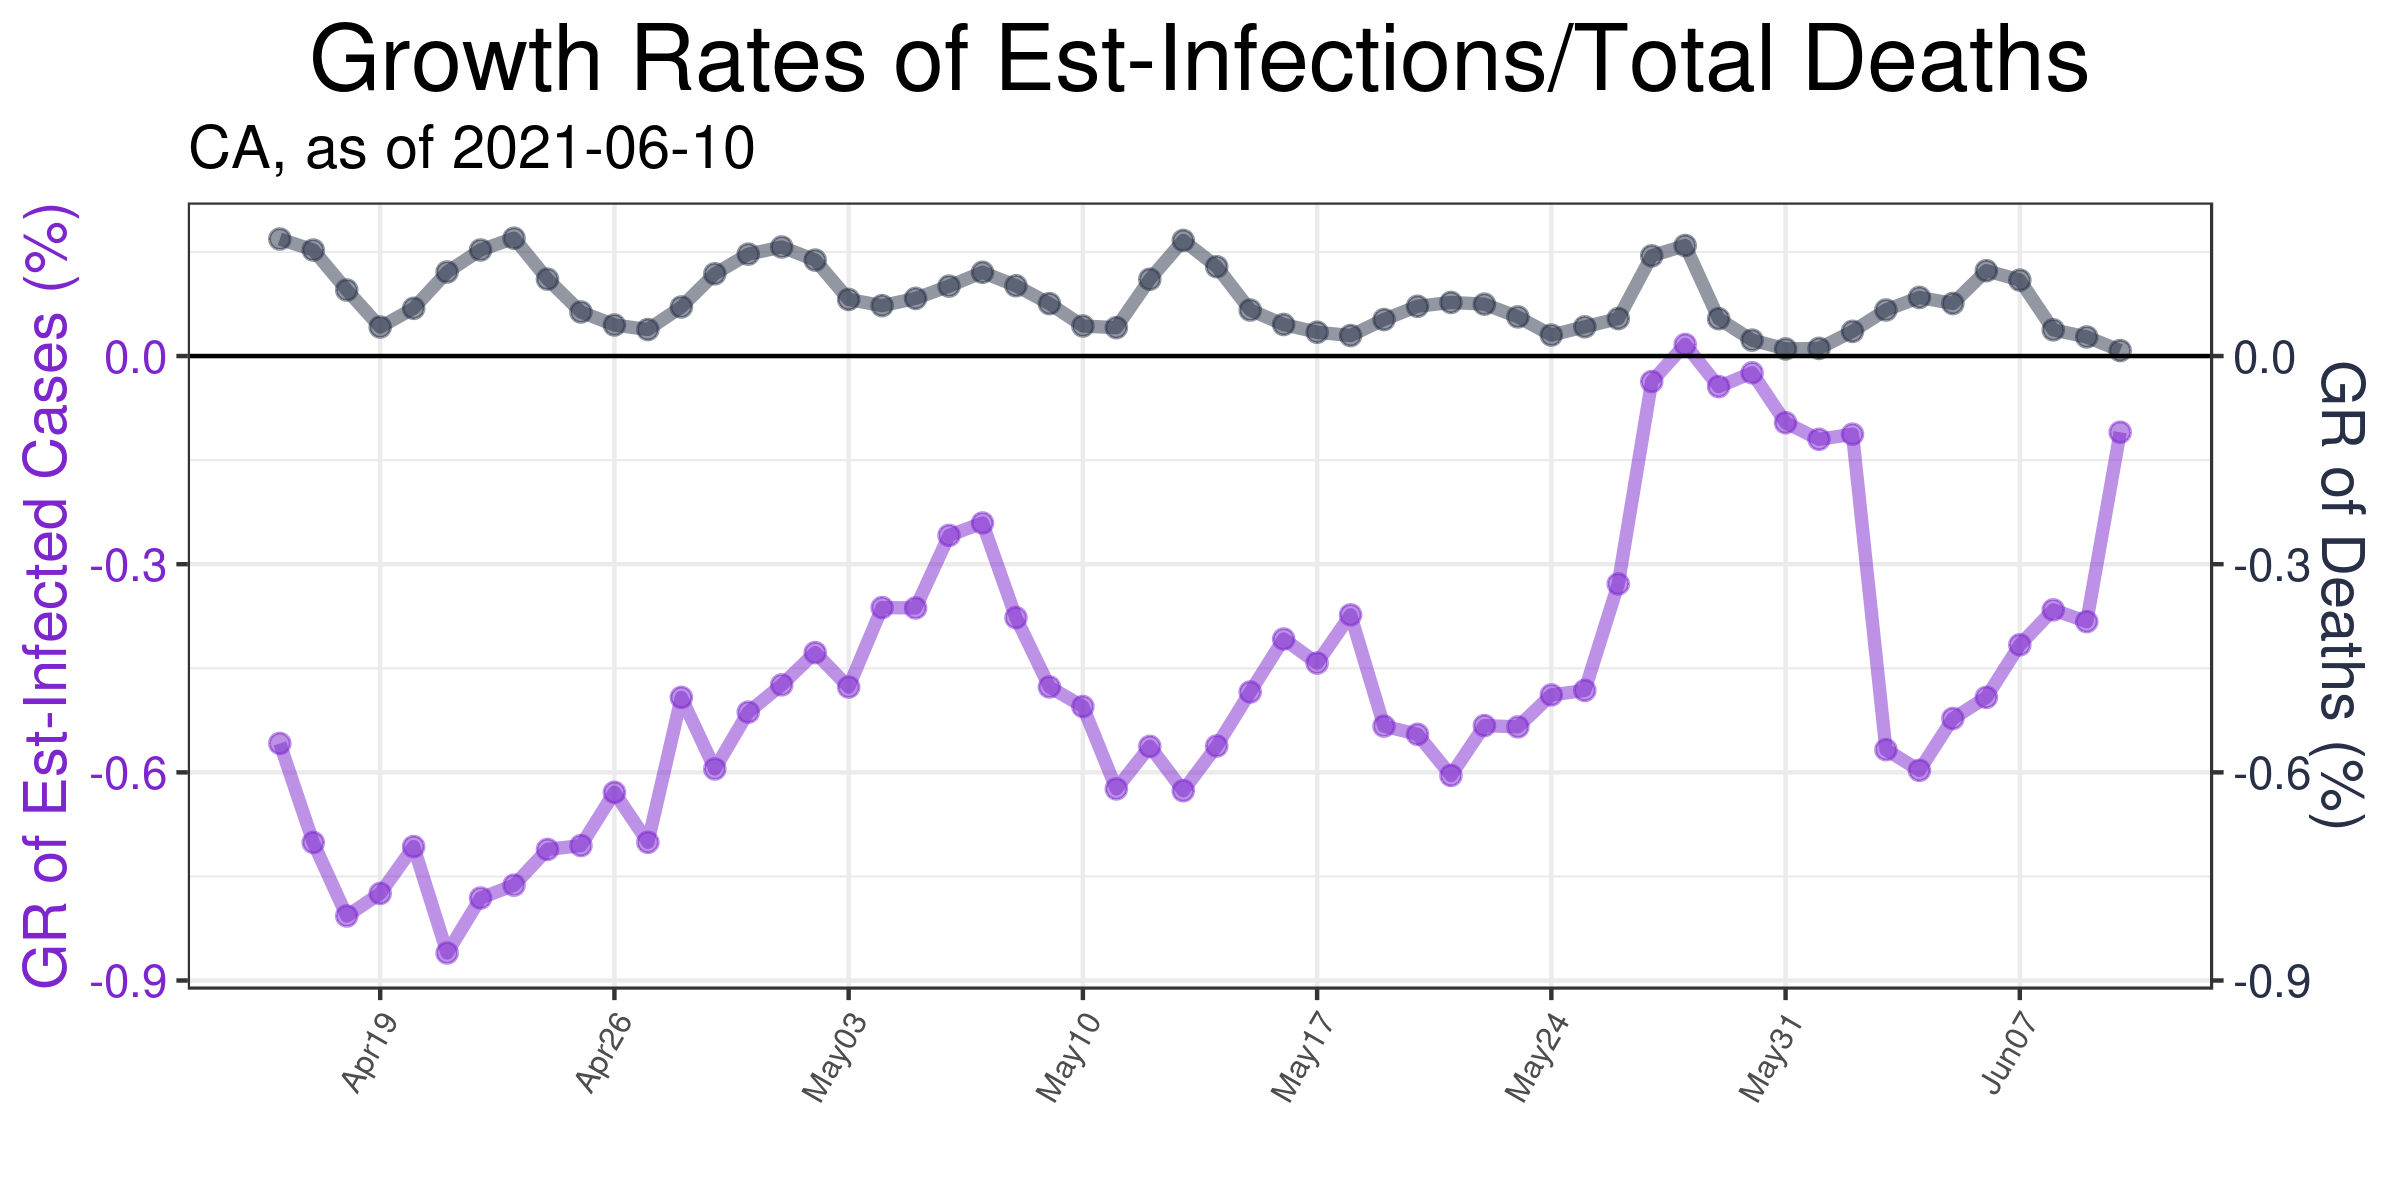 Growth Rates of Est-Infections/Total Deaths
CA, as of 2021-06-10
GR of Est-Infected Cases (%)
0.0
-0.3
-0.6
-0.9
0.0
-0.3
-0.6
-0.9
GR of Deaths (%)
Apr19
Apr26
May03
May10
May17
May24
May31
Jun07